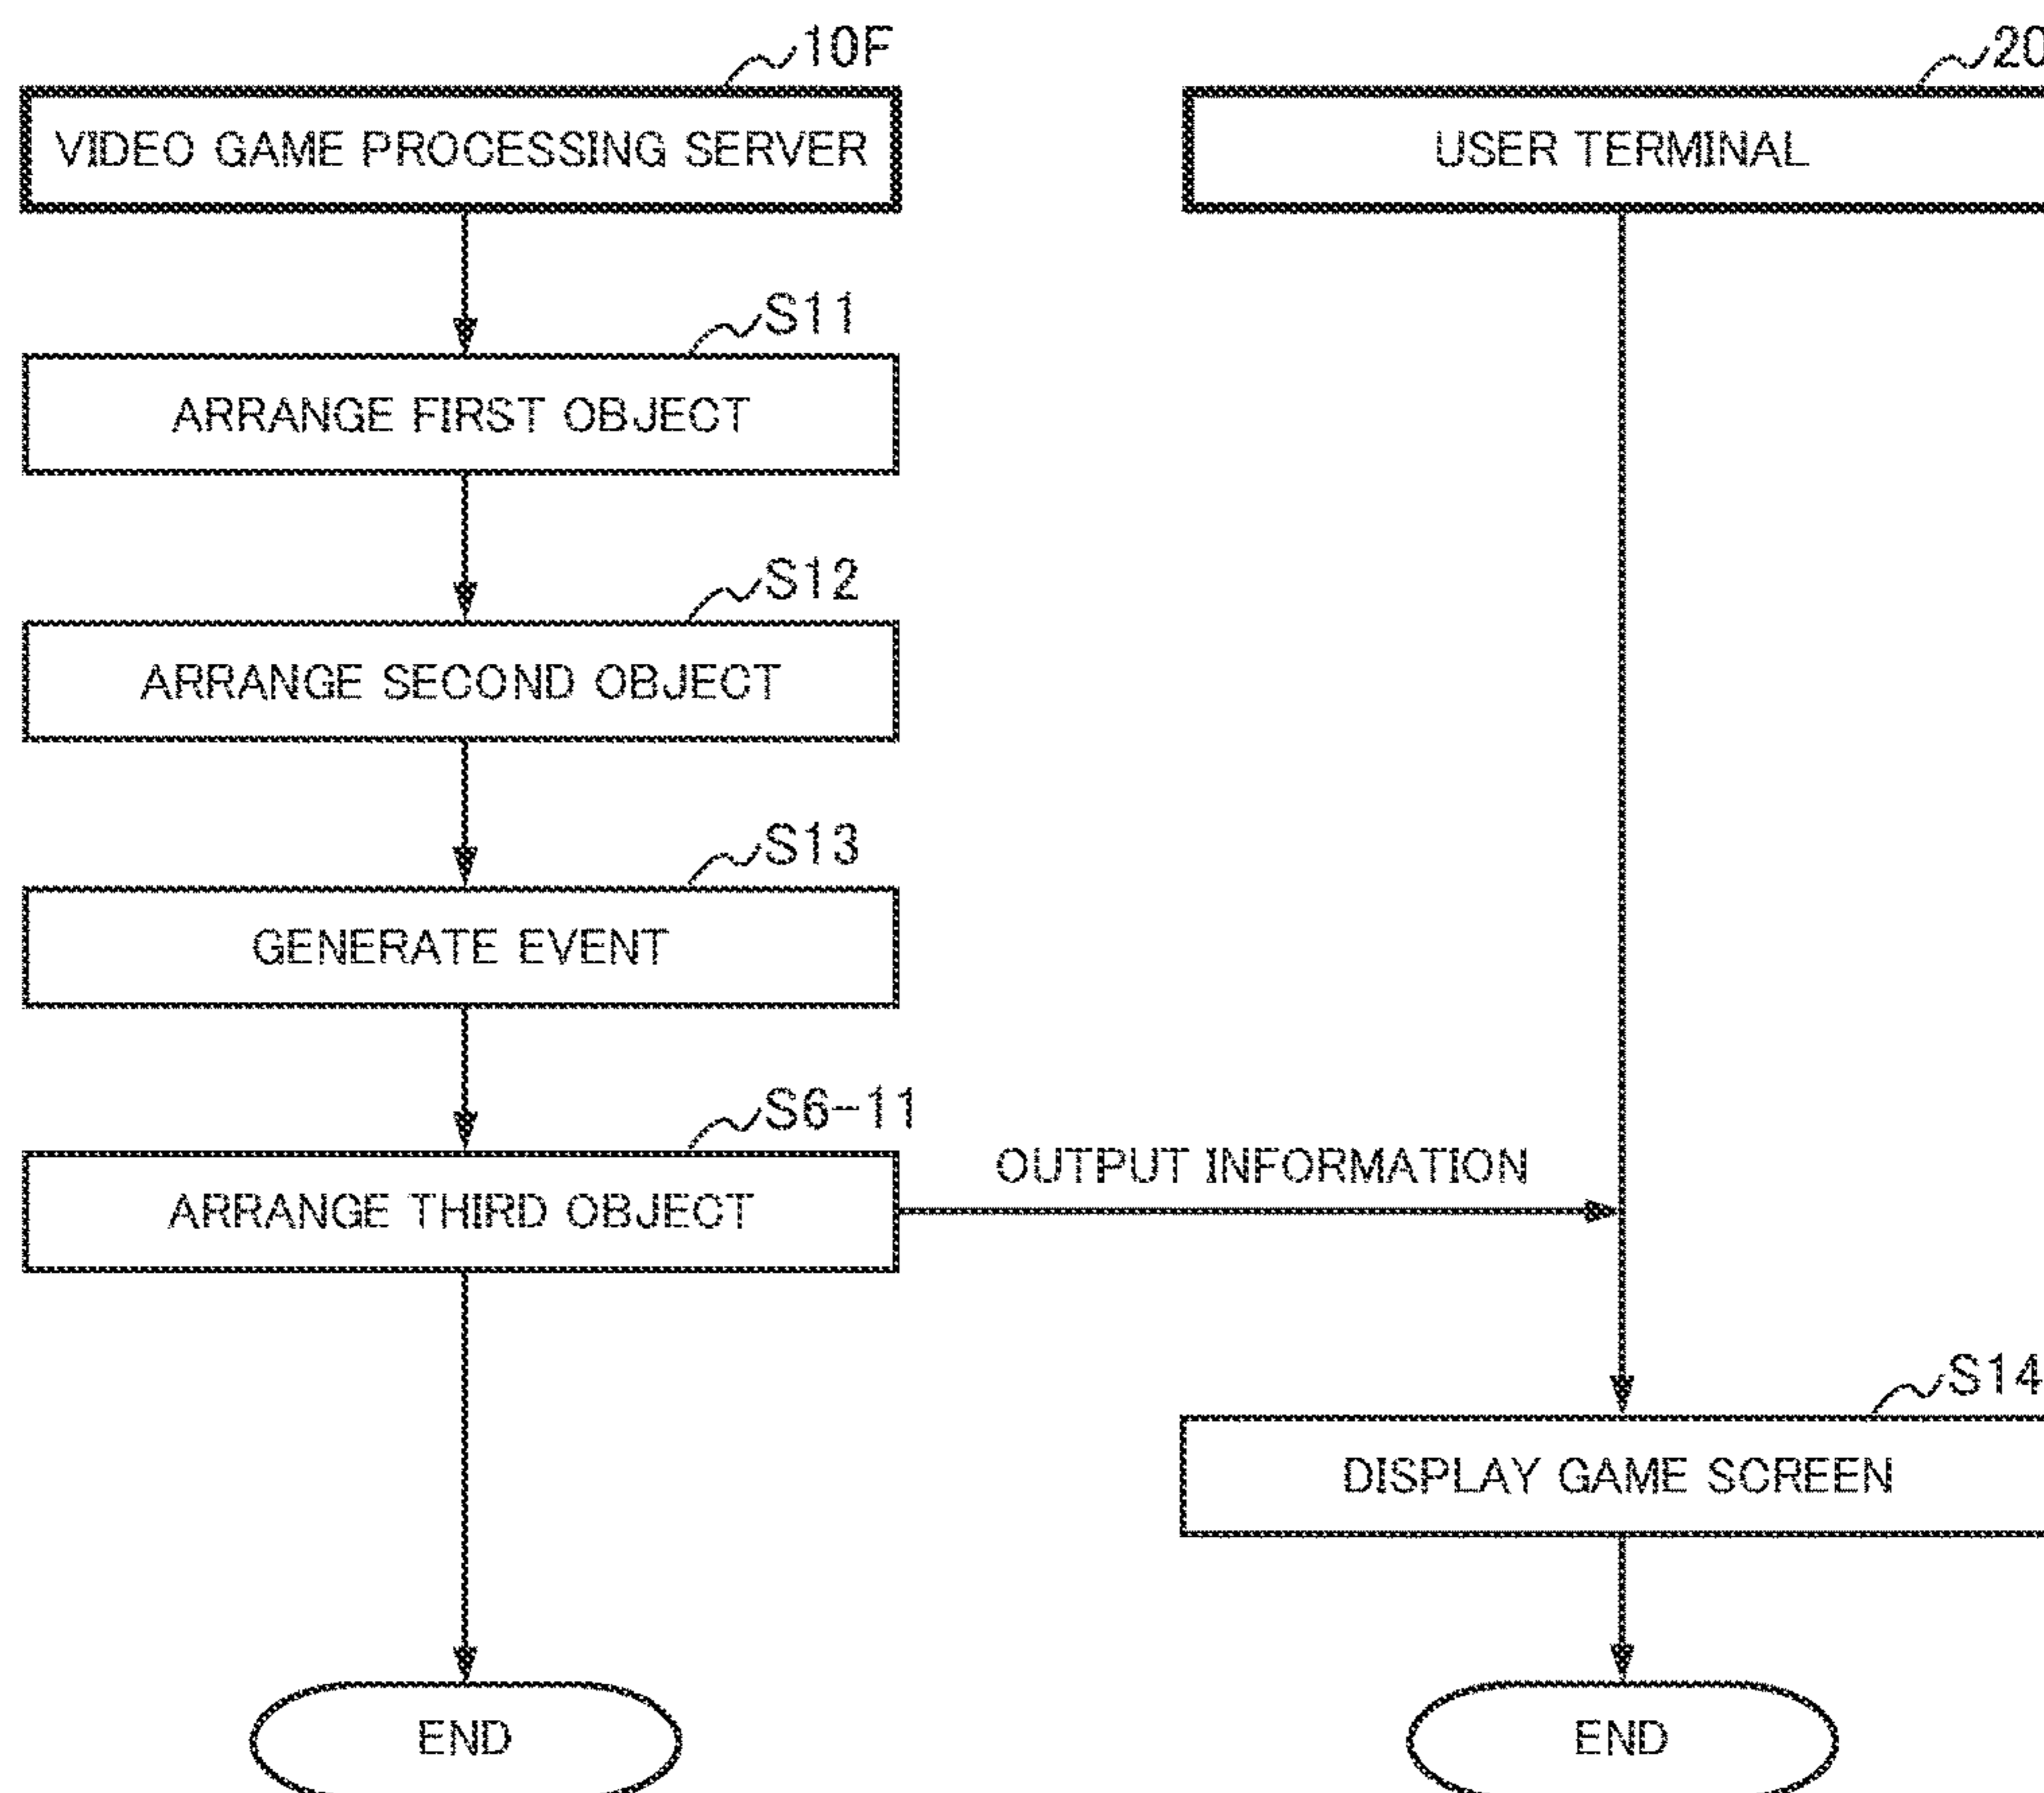 10F
20
VIDEO GAME PROCESSING SERVER
USER TERMINAL
S11
ARRANGE FIRST OBJECT
S12
ARRANGE SECOND OBJECT
S13
GENERATE EVENT
S6-11
ARRANGE THIRD OBJECT
OUTPUT INFORMATION
S14
DISPLAY GAME SCREEN
END
END